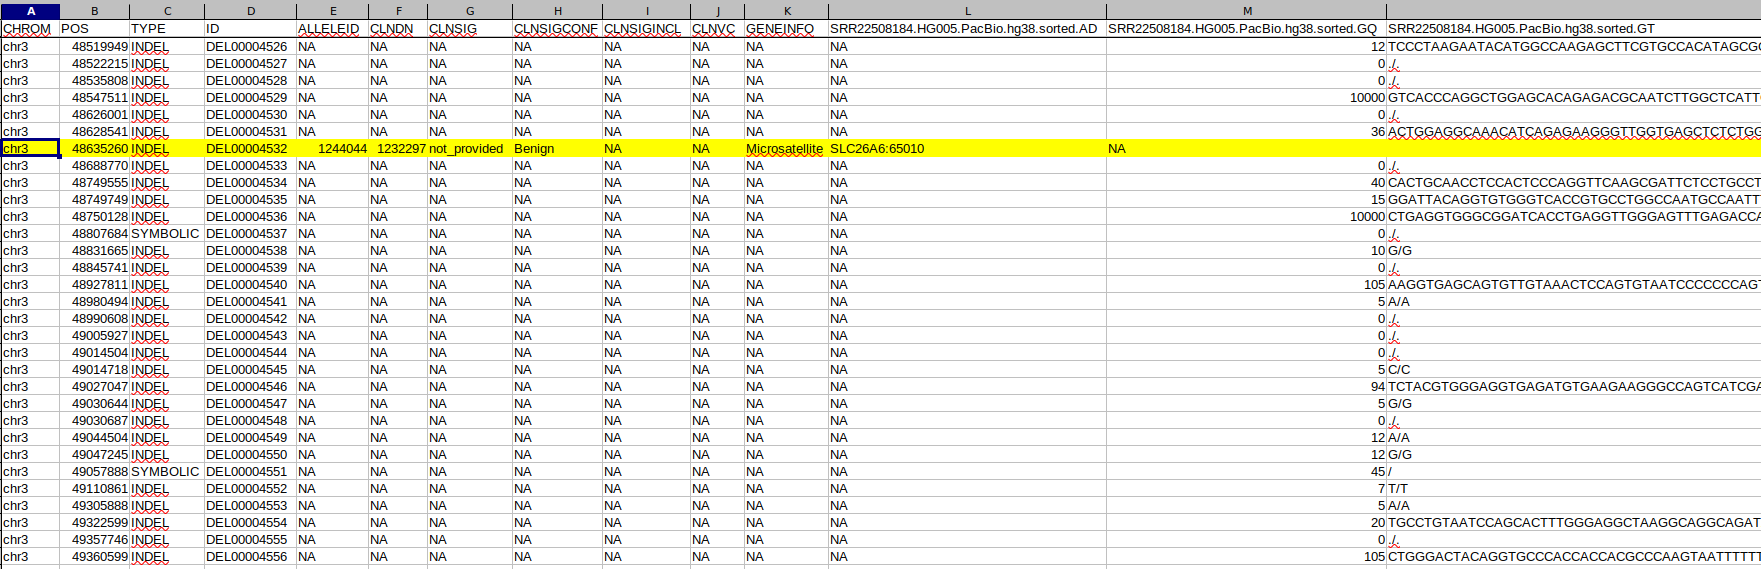 A B C D E F G H I J K L M
CHROM POS TYPE ID ALLELEID CLNDN CLNSIG CLNSIGCONF CLNSIGINCL CLNVC GENEINFO SRR22508184.HG005.PacBio.hg38.sorted.AD SRR22508184.HG005.PacBio.hg38.sorted.GQ SRR22508184.HG005.PacBio.hg38.sorted.GT
chr3 48519949 INDEL DEL00004526 NA NA NA NA NA NA NA NA 12 TCCCTAAGAATACATGGCCAAGAGCTTCGTGCCACATAGCG
chr3 48522215 INDEL DEL00004527 NA NA NA NA NA NA NA NA 0 ./.
chr3 48535808 INDEL DEL00004528 NA NA NA NA NA NA NA NA 0 ./.
chr3 48547511 INDEL DEL00004529 NA NA NA NA NA NA NA NA 10000 GTCACCCAGGCTGGAGCACAGAGACGCAATCTTGGCTCATT
chr3 48626001 INDEL DEL00004530 NA NA NA NA NA NA NA NA 0 ./.
chr3 48628541 INDEL DEL00004531 NA NA NA NA NA NA NA NA 36 ACTGGAGGCAAACATCAGAGAAGGGTTGGTGAGCTCTCTGG
chr3 48635260 INDEL DEL00004532 1244044 1232297 not_provided Benign NA NA Microsatellite SLC26A6:65010 NA
chr3 48688770 INDEL DEL00004533 NA NA NA NA NA NA NA NA 0 ./.
chr3 48749555 INDEL DEL00004534 NA NA NA NA NA NA NA NA 40 CACTGCAACCTCCACTCCCAGGTTCAAGCGATTCTCCTGCCT
chr3 48749749 INDEL DEL00004535 NA NA NA NA NA NA NA NA 15 GGATTACAGGTGTGGGTCACCGTGCCTGGCCAATGCCAATT
chr3 48750128 INDEL DEL00004536 NA NA NA NA NA NA NA NA 10000 CTGAGGTGGGCGGATCACCTGAGGTTGGGAGTTTGAGACCA
chr3 48807684 SYMBOLIC DEL00004537 NA NA NA NA NA NA NA NA 0 ./.
chr3 48831665 INDEL DEL00004538 NA NA NA NA NA NA NA NA 10 G/G
chr3 48845741 INDEL DEL00004539 NA NA NA NA NA NA NA NA 0 ./.
chr3 48927811 INDEL DEL00004540 NA NA NA NA NA NA NA NA 105 AAGGTGAGCAGTGTTGTAAACTCCAGTGTAATCCCCCCCAGT
chr3 48980494 INDEL DEL00004541 NA NA NA NA NA NA NA NA 5 A/A
chr3 48990608 INDEL DEL00004542 NA NA NA NA NA NA NA NA 0 ./.
chr3 49005927 INDEL DEL00004543 NA NA NA NA NA NA NA NA 0 ./.
chr3 49014504 INDEL DEL00004544 NA NA NA NA NA NA NA NA 0 ./.
chr3 49014718 INDEL DEL00004545 NA NA NA NA NA NA NA NA 5 C/C
chr3 49027047 INDEL DEL00004546 NA NA NA NA NA NA NA NA 94 TCTACGTGGGAGGTGAGATGTGAAGAAGGGCCAGTCATCGA
chr3 49030644 INDEL DEL00004547 NA NA NA NA NA NA NA NA 5 G/G
chr3 49030687 INDEL DEL00004548 NA NA NA NA NA NA NA NA 0 ./.
chr3 49044504 INDEL DEL00004549 NA NA NA NA NA NA NA NA 12 A/A
chr3 49047245 INDEL DEL00004550 NA NA NA NA NA NA NA NA 12 G/G
chr3 49057888 SYMBOLIC DEL00004551 NA NA NA NA NA NA NA NA 45 /
chr3 49110861 INDEL DEL00004552 NA NA NA NA NA NA NA NA 7 T/T
chr3 49305888 INDEL DEL00004553 NA NA NA NA NA NA NA NA 5 A/A
chr3 49322599 INDEL DEL00004554 NA NA NA NA NA NA NA NA 20 TGCCTGTAATCCAGCACTTTGGGAGGCTAAGGCAGGCAGAT
chr3 49357746 INDEL DEL00004555 NA NA NA NA NA NA NA NA 0 ./.
chr3 49360599 INDEL DEL00004556 NA NA NA NA NA NA NA NA 105 CTGGGACTACAGGTGCCCACCACCACGCCCAAGTAATTTTTT